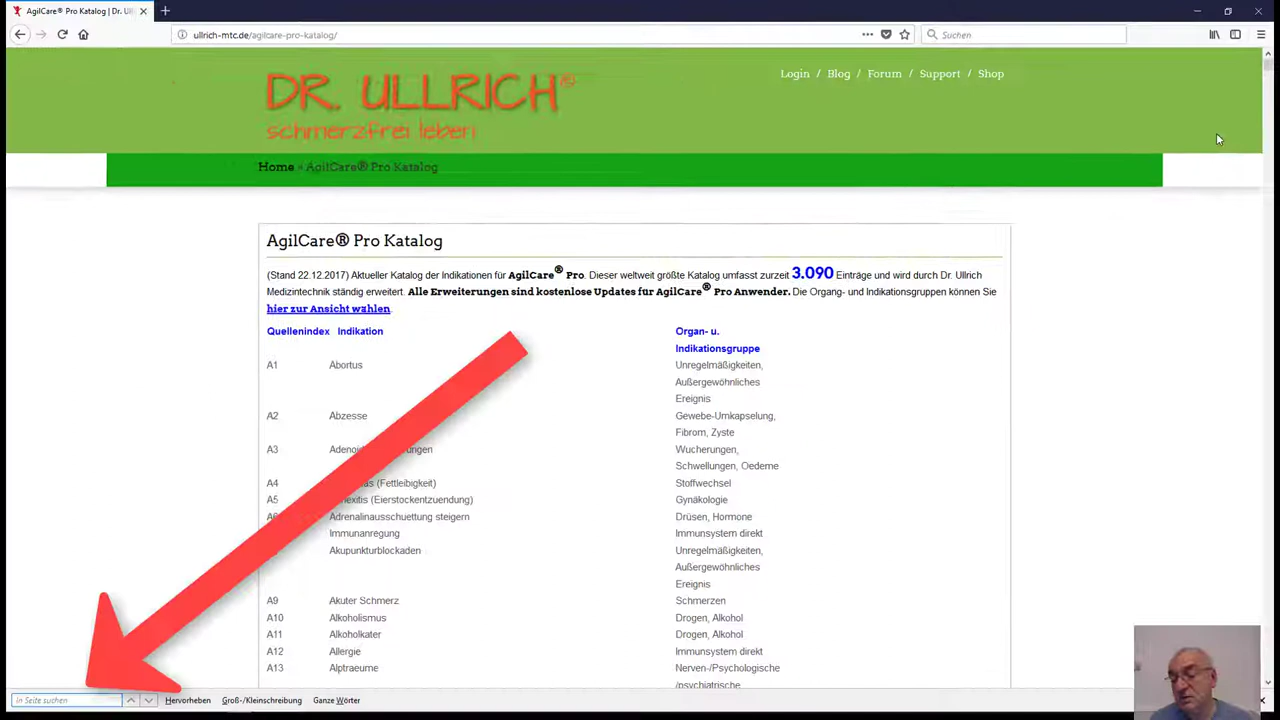 AgilCare® Pro Katalog | Dr. Ull
ullrich-mtc.de/agilcare-pro-katalog/
Suchen
DR. ULLRICH®
schmerzfrei leben
Login / Blog / Forum / Support / Shop
Home » AgilCare® Pro Katalog
AgilCare® Pro Katalog
(Stand 22.12.2017) Aktueller Katalog der Indikationen für AgilCare® Pro. Dieser weltweit größte Katalog umfasst zurzeit 3.090 Einträge und wird durch Dr. Ullrich
Medizintechnik ständig erweitert. Alle Erweiterungen sind kostenlose Updates für AgilCare® Pro Anwender. Die Organ- und Indikationsgruppen können Sie
hier zur Ansicht wählen.
Quellenindex Indikation Organ- u.
Indikationsgruppe
A1 Abortus Unregelmäßigkeiten,
Außergewöhnliches
Ereignis
A2 Abzesse Gewebe-Umkapselung,
Fibrom, Zyste
A3 Wucherungen,
Schwellungen, Oedeme
A4 (Fettleibigkeit) Stoffwechsel
A5 (Eierstockentzuendung) Gynäkologie
Adrenalinausschuettung steigern Drüsen, Hormone
Immunanregung Immunsystem direkt
Akupunkturblockaden Unregelmäßigkeiten,
Außergewöhnliches
Ereignis
A9 Akuter Schmerz Schmerzen
A10 Alkoholismus Drogen, Alkohol
A11 Alkoholkater Drogen, Alkohol
A12 Allergie Immunsystem direkt
A13 Alptraeume Nerven-/Psychologische
/psychiatrische
in Seite suchen Hervorheben Groß-/Kleinschreibung Ganze Wörter